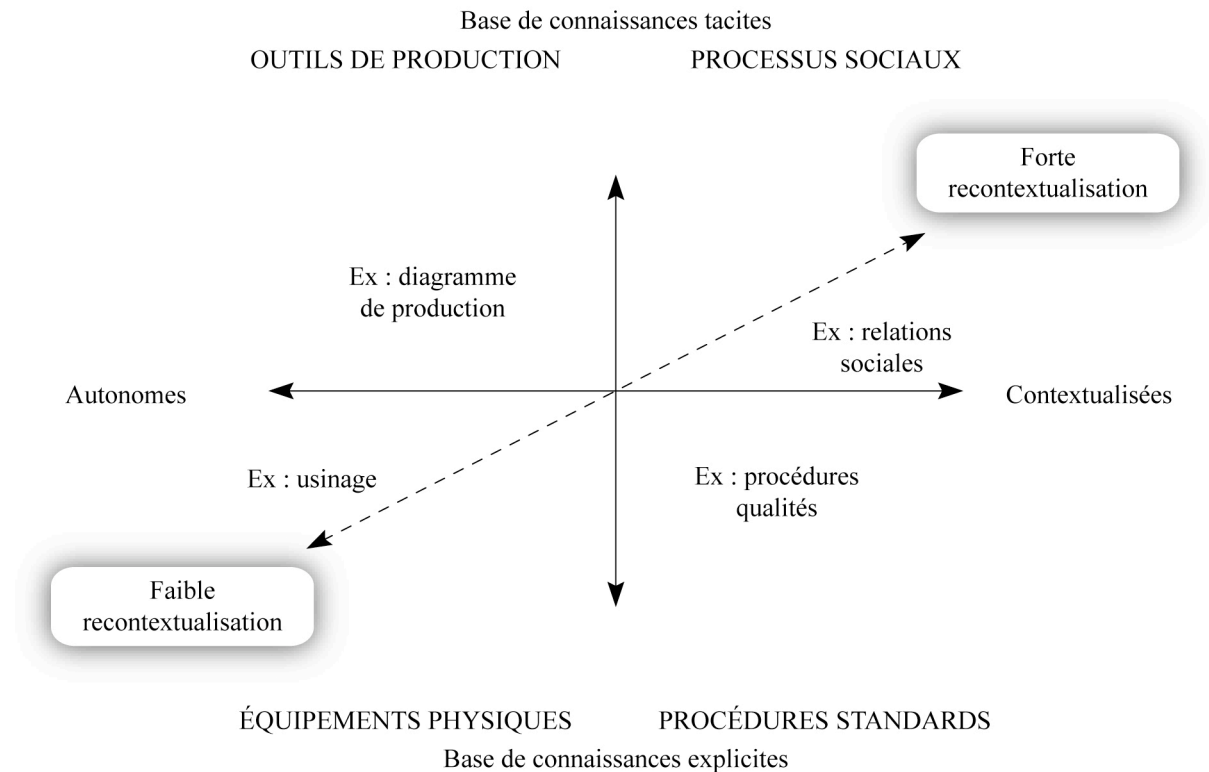 Base de connaissances tacites
OUTILS DE PRODUCTION
PROCESSUS SOCIAUX
Forte
recontextualisation
Ex : diagramme
de production
Ex : relations
sociales
Autonomes
Contextualisées
Ex : usinage
Ex : procédures
qualités
Faible
recontextualisation
ÉQUIPEMENTS PHYSIQUES
PROCÉDURES STANDARDS
Base de connaissances explicites